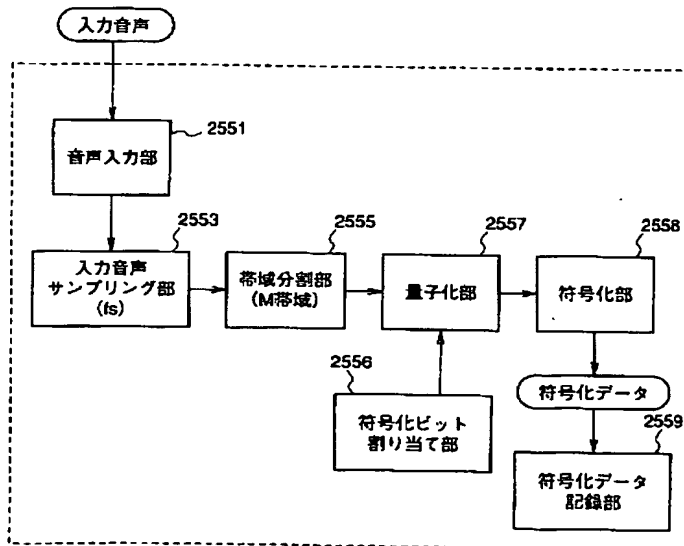 入力音声
2551
音声入力部
2553
入力音声
サンプリング部
(fs)
2555
帯域分割部
(M帯域)
2557
量子化部
2558
符号化部
2556
符号化ビット
割り当て部
符号化データ
2559
符号化データ
記録部